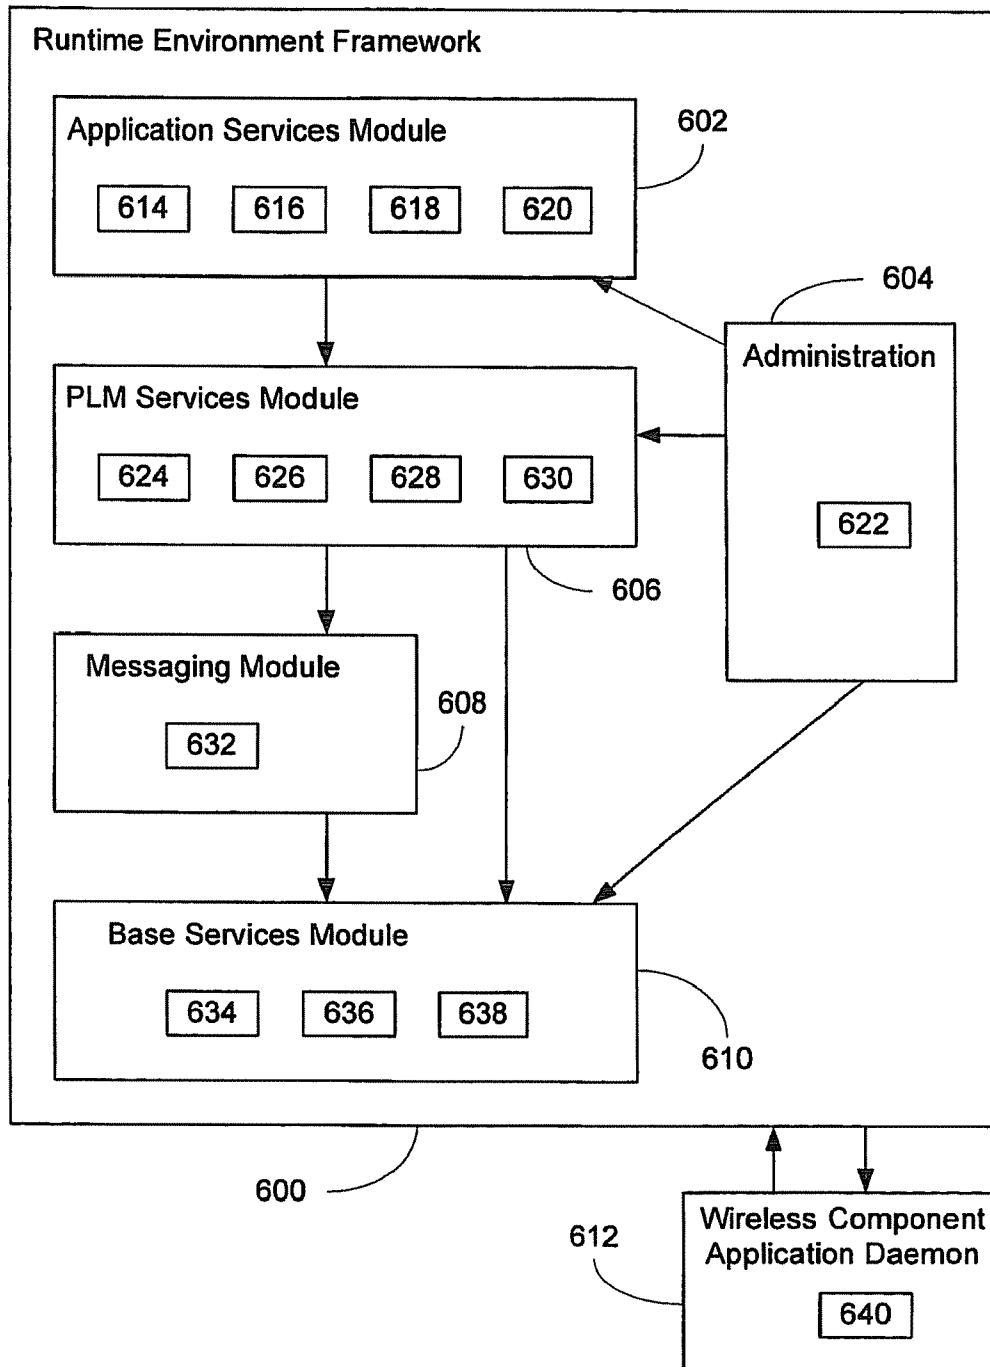 Runtime Environment Framework
Application Services Module
602
614 616 618 620
604
Administration
PLM Services Module
624 626 628 630
622
606
Messaging Module
608
632
Base Services Module
634 636 638
610
600
Wireless Component
612
Application Daemon
640